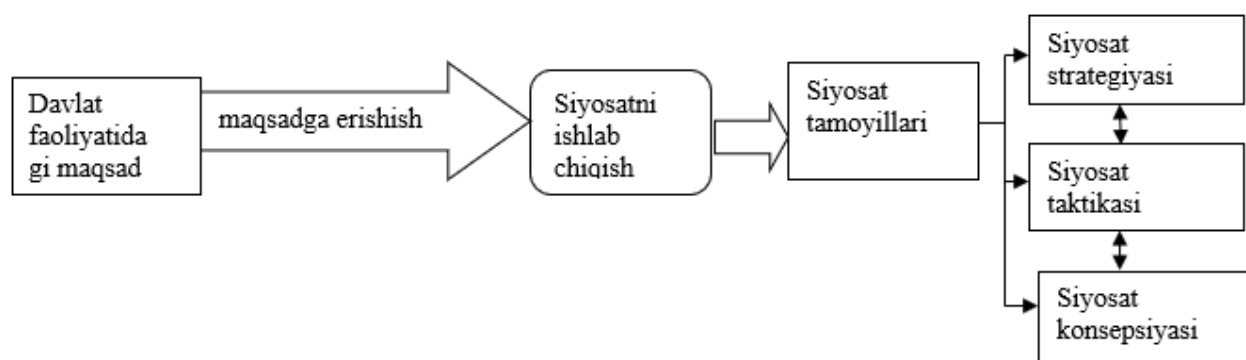 Davlat
faoliyatida
gi maqsad
maqsadga erishish
Siyosatni
ishlab
chiqish
Siyosat
tamoyillari
Siyosat
strategiyasi
Siyosat
taktikasi
Siyosat
konsepsiyasi